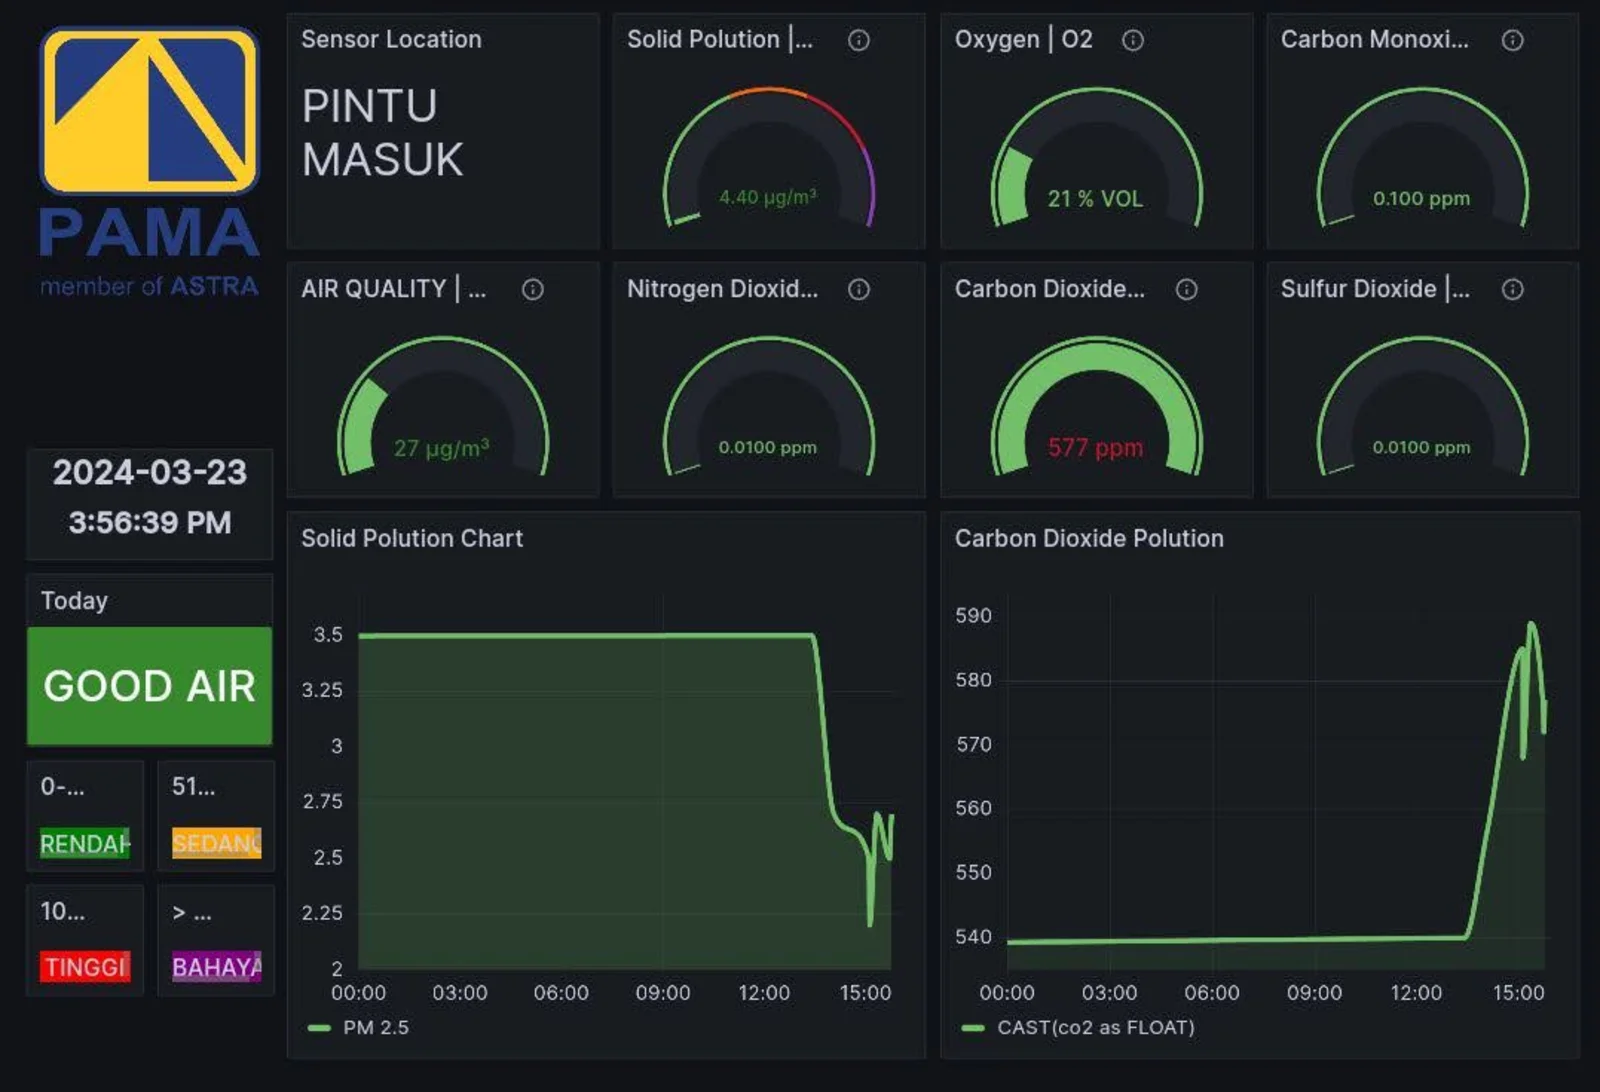 PAMA
member of ASTRA
Sensor Location
PINTU
MASUK
Solid Polution |...
4.40 µg/m³
Oxygen | O2
21 % VOL
Carbon Monoxi...
0.100 ppm
AIR QUALITY | ...
27 µg/m³
Nitrogen Dioxid...
0.0100 ppm
Carbon Dioxide...
577 ppm
Sulfur Dioxide |...
0.0100 ppm
2024-03-23
3:56:39 PM
Today
GOOD AIR
0-...
RENDAH
51...
SEDANG
10...
TINGGI
> ...
BAHAYA
Solid Polution Chart
3.5
3.25
3
2.75
2.5
2.25
2
00:00 03:00 06:00 09:00 12:00 15:00
PM 2.5
Carbon Dioxide Polution
590
580
570
560
550
540
00:00 03:00 06:00 09:00 12:00 15:00
CAST(co2 as FLOAT)